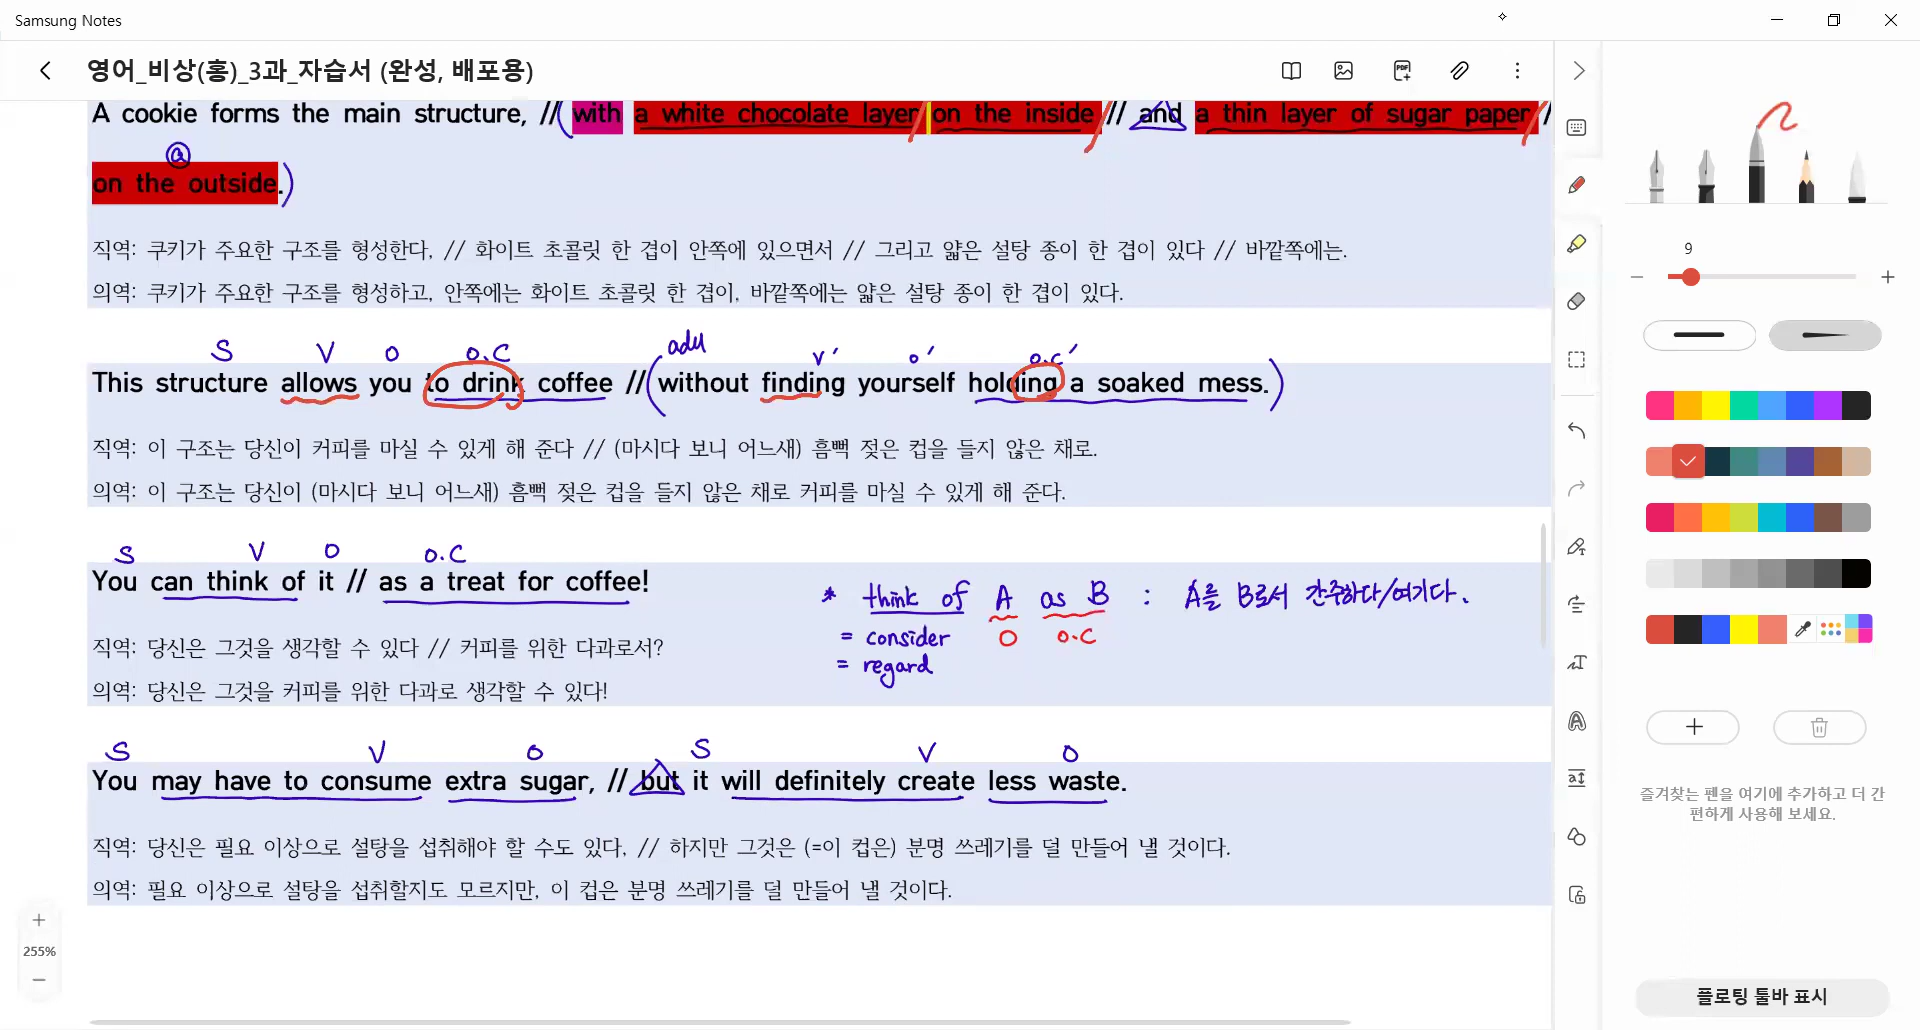 Samsung Notes
영어_비상(홍)_3과_자습서 (완성, 배포용)
A cookie forms the main structure, // (with a white chocolate layer / on the inside // and a thin layer of sugar paper /
@
on the outside.)
직역: 쿠키가 주요한 구조를 형성한다, // 화이트 초콜릿 한 겹이 안쪽에 있으면서 // 그리고 얇은 설탕 종이 한 겹이 있다 // 바깥쪽에는.
의역: 쿠키가 주요한 구조를 형성하고, 안쪽에는 화이트 초콜릿 한 겹이, 바깥쪽에는 얇은 설탕 종이 한 겹이 있다.
S V O O.C v' o' o.c'
This structure allows you to drink coffee // (without finding yourself holding a soaked mess.)
직역: 이 구조는 당신이 커피를 마실 수 있게 해 준다 // (마시다 보니 어느새) 흠뻑 젖은 컵을 들지 않은 채로.
의역: 이 구조는 당신이 (마시다 보니 어느새) 흠뻑 젖은 컵을 들지 않은 채로 커피를 마실 수 있게 해 준다.
S V O O.C
You can think of it // as a treat for coffee!
* think of A as B : A를 B로서 간주하다/여기다.
= consider O O.C
= regard
직역: 당신은 그것을 생각할 수 있다 // 커피를 위한 다과로서?
의역: 당신은 그것을 커피를 위한 다과로 생각할 수 있다!
S V O S V O
You may have to consume extra sugar, // but it will definitely create less waste.
직역: 당신은 필요 이상으로 설탕을 섭취해야 할 수도 있다, // 하지만 그것은 (=이 컵은) 분명 쓰레기를 덜 만들어 낼 것이다.
의역: 필요 이상으로 설탕을 섭취할지도 모르지만, 이 컵은 분명 쓰레기를 덜 만들어 낼 것이다.
255%
9
즐겨찾는 펜을 여기에 추가하고 더 간
편하게 사용해 보세요.
플로팅 툴바 표시